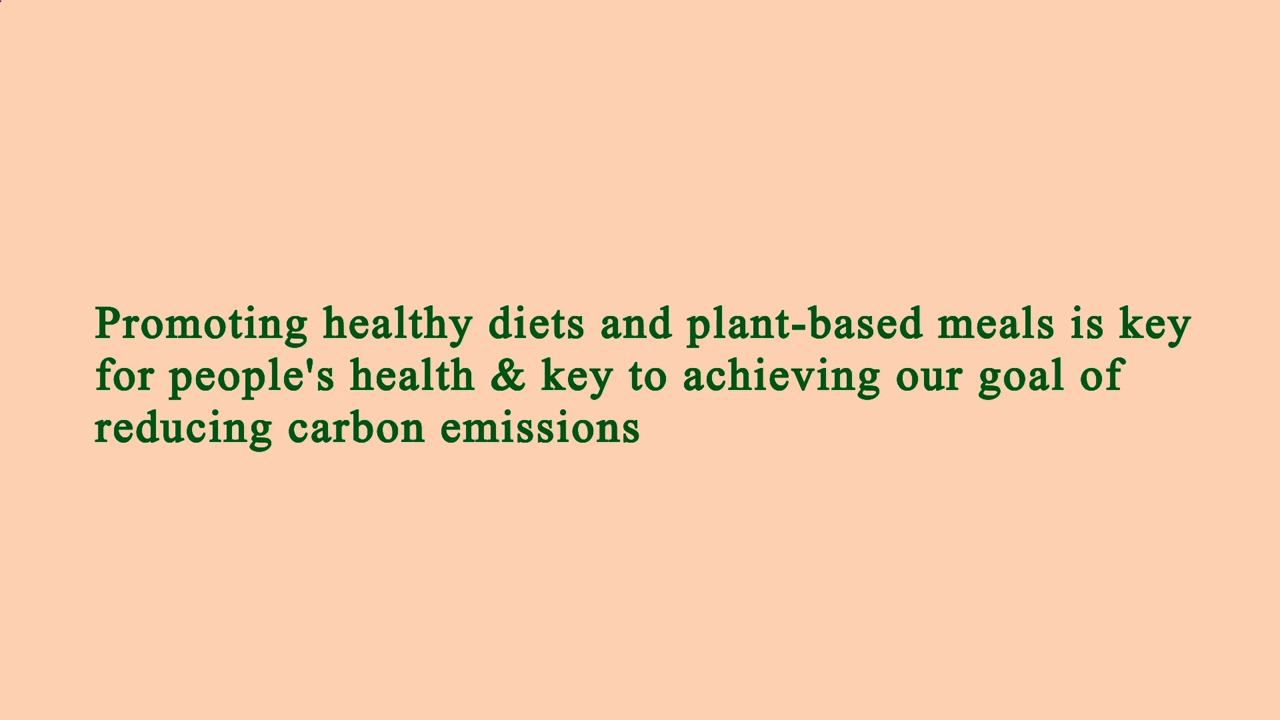 Promoting healthy diets and plant-based meals is key
for people's health & key to achieving our goal of
reducing carbon emissions